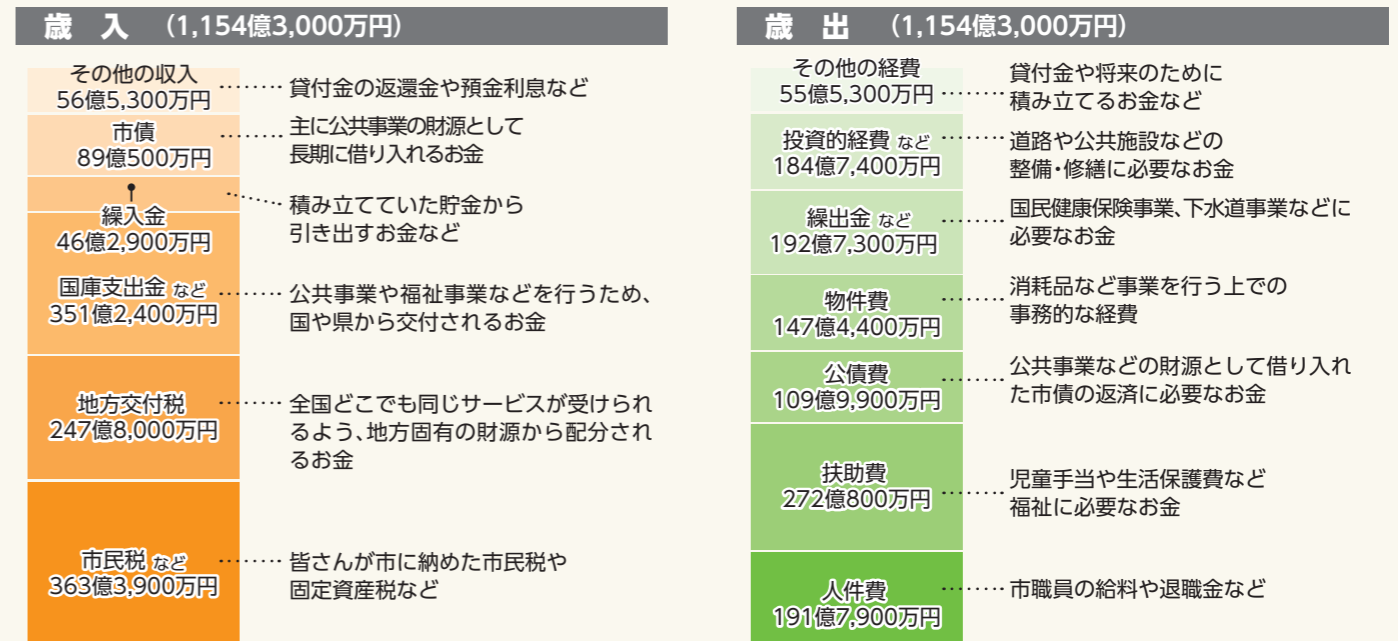 歳 入 （1,154億3,000万円）
その他の収入
56億5,300万円
貸付金の返還金や預金利息など
市債
89億500万円
主に公共事業の財源として
長期に借り入れるお金
繰入金
46億2,900万円
積み立てていた貯金から
引き出すお金など
国庫支出金 など
351億2,400万円
公共事業や福祉事業などを行うため、
国や県から交付されるお金
地方交付税
247億8,000万円
全国どこでも同じサービスが受けられ
るよう、地方固有の財源から配分され
るお金
市民税 など
363億3,900万円
皆さんが市に納めた市民税や
固定資産税など
歳 出 （1,154億3,000万円）
その他の経費
55億5,300万円
貸付金や将来のために
積み立てるお金など
投資的経費 など
184億7,400万円
道路や公共施設などの
整備・修繕に必要なお金
繰出金 など
192億7,300万円
国民健康保険事業、下水道事業などに
必要なお金
物件費
147億4,400万円
消耗品など事業を行う上での
事務的な経費
公債費
109億9,900万円
公共事業などの財源として借り入れ
た市債の返済に必要なお金
扶助費
272億800万円
児童手当や生活保護費など
福祉に必要なお金
人件費
191億7,900万円
市職員の給料や退職金など